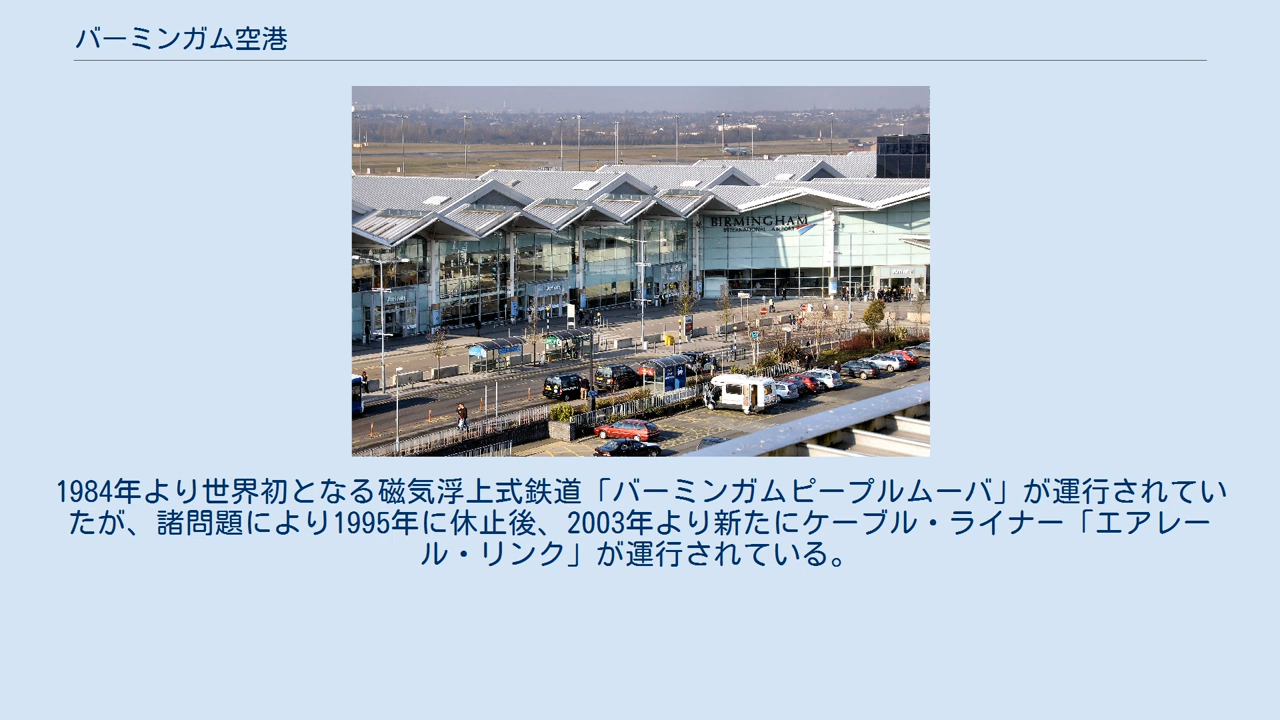 バーミンガム空港
BIRMINGHAM
INTERNATIONAL AIRPORT
1984年より世界初となる磁気浮上式鉄道「バーミンガムピープルムーバ」が運行されてい
たが、諸問題により1995年に休止後、2003年より新たにケーブル・ライナー「エアレー
ル・リンク」が運行されている。